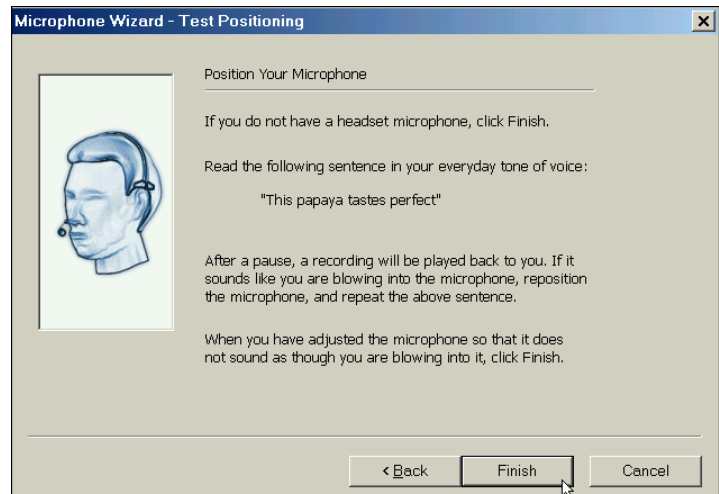 Microphone Wizard - Test Positioning
Position Your Microphone
If you do not have a headset microphone, click Finish.
Read the following sentence in your everyday tone of voice:
"This papaya tastes perfect"
After a pause, a recording will be played back to you. If it
sounds like you are blowing into the microphone, reposition
the microphone, and repeat the above sentence.
When you have adjusted the microphone so that it does
not sound as though you are blowing into it, click Finish.
< Back
Finish
Cancel